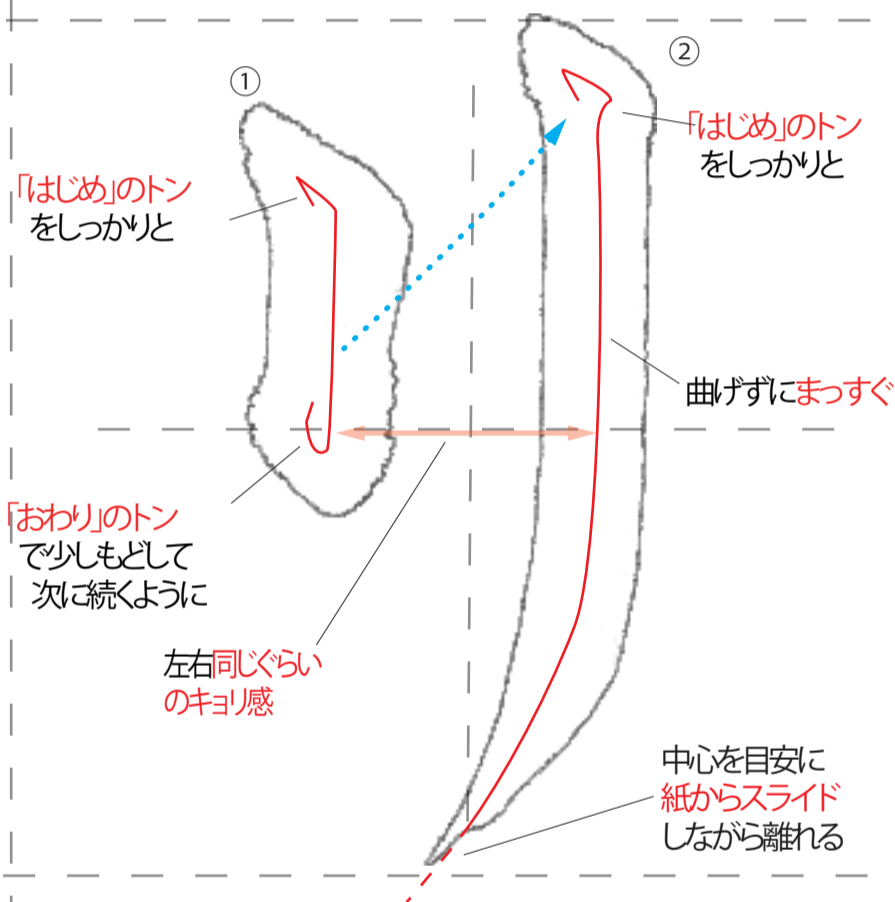 ①
「はじめ」のトン
をしっかりと
②
「はじめ」のトン
をしっかりと
曲げずにまっすぐ
「おわり」のトン
で少しもどして
次に続くように
左右同じぐらい
のキョリ感
中心を目安に
紙からスライド
しながら離れる